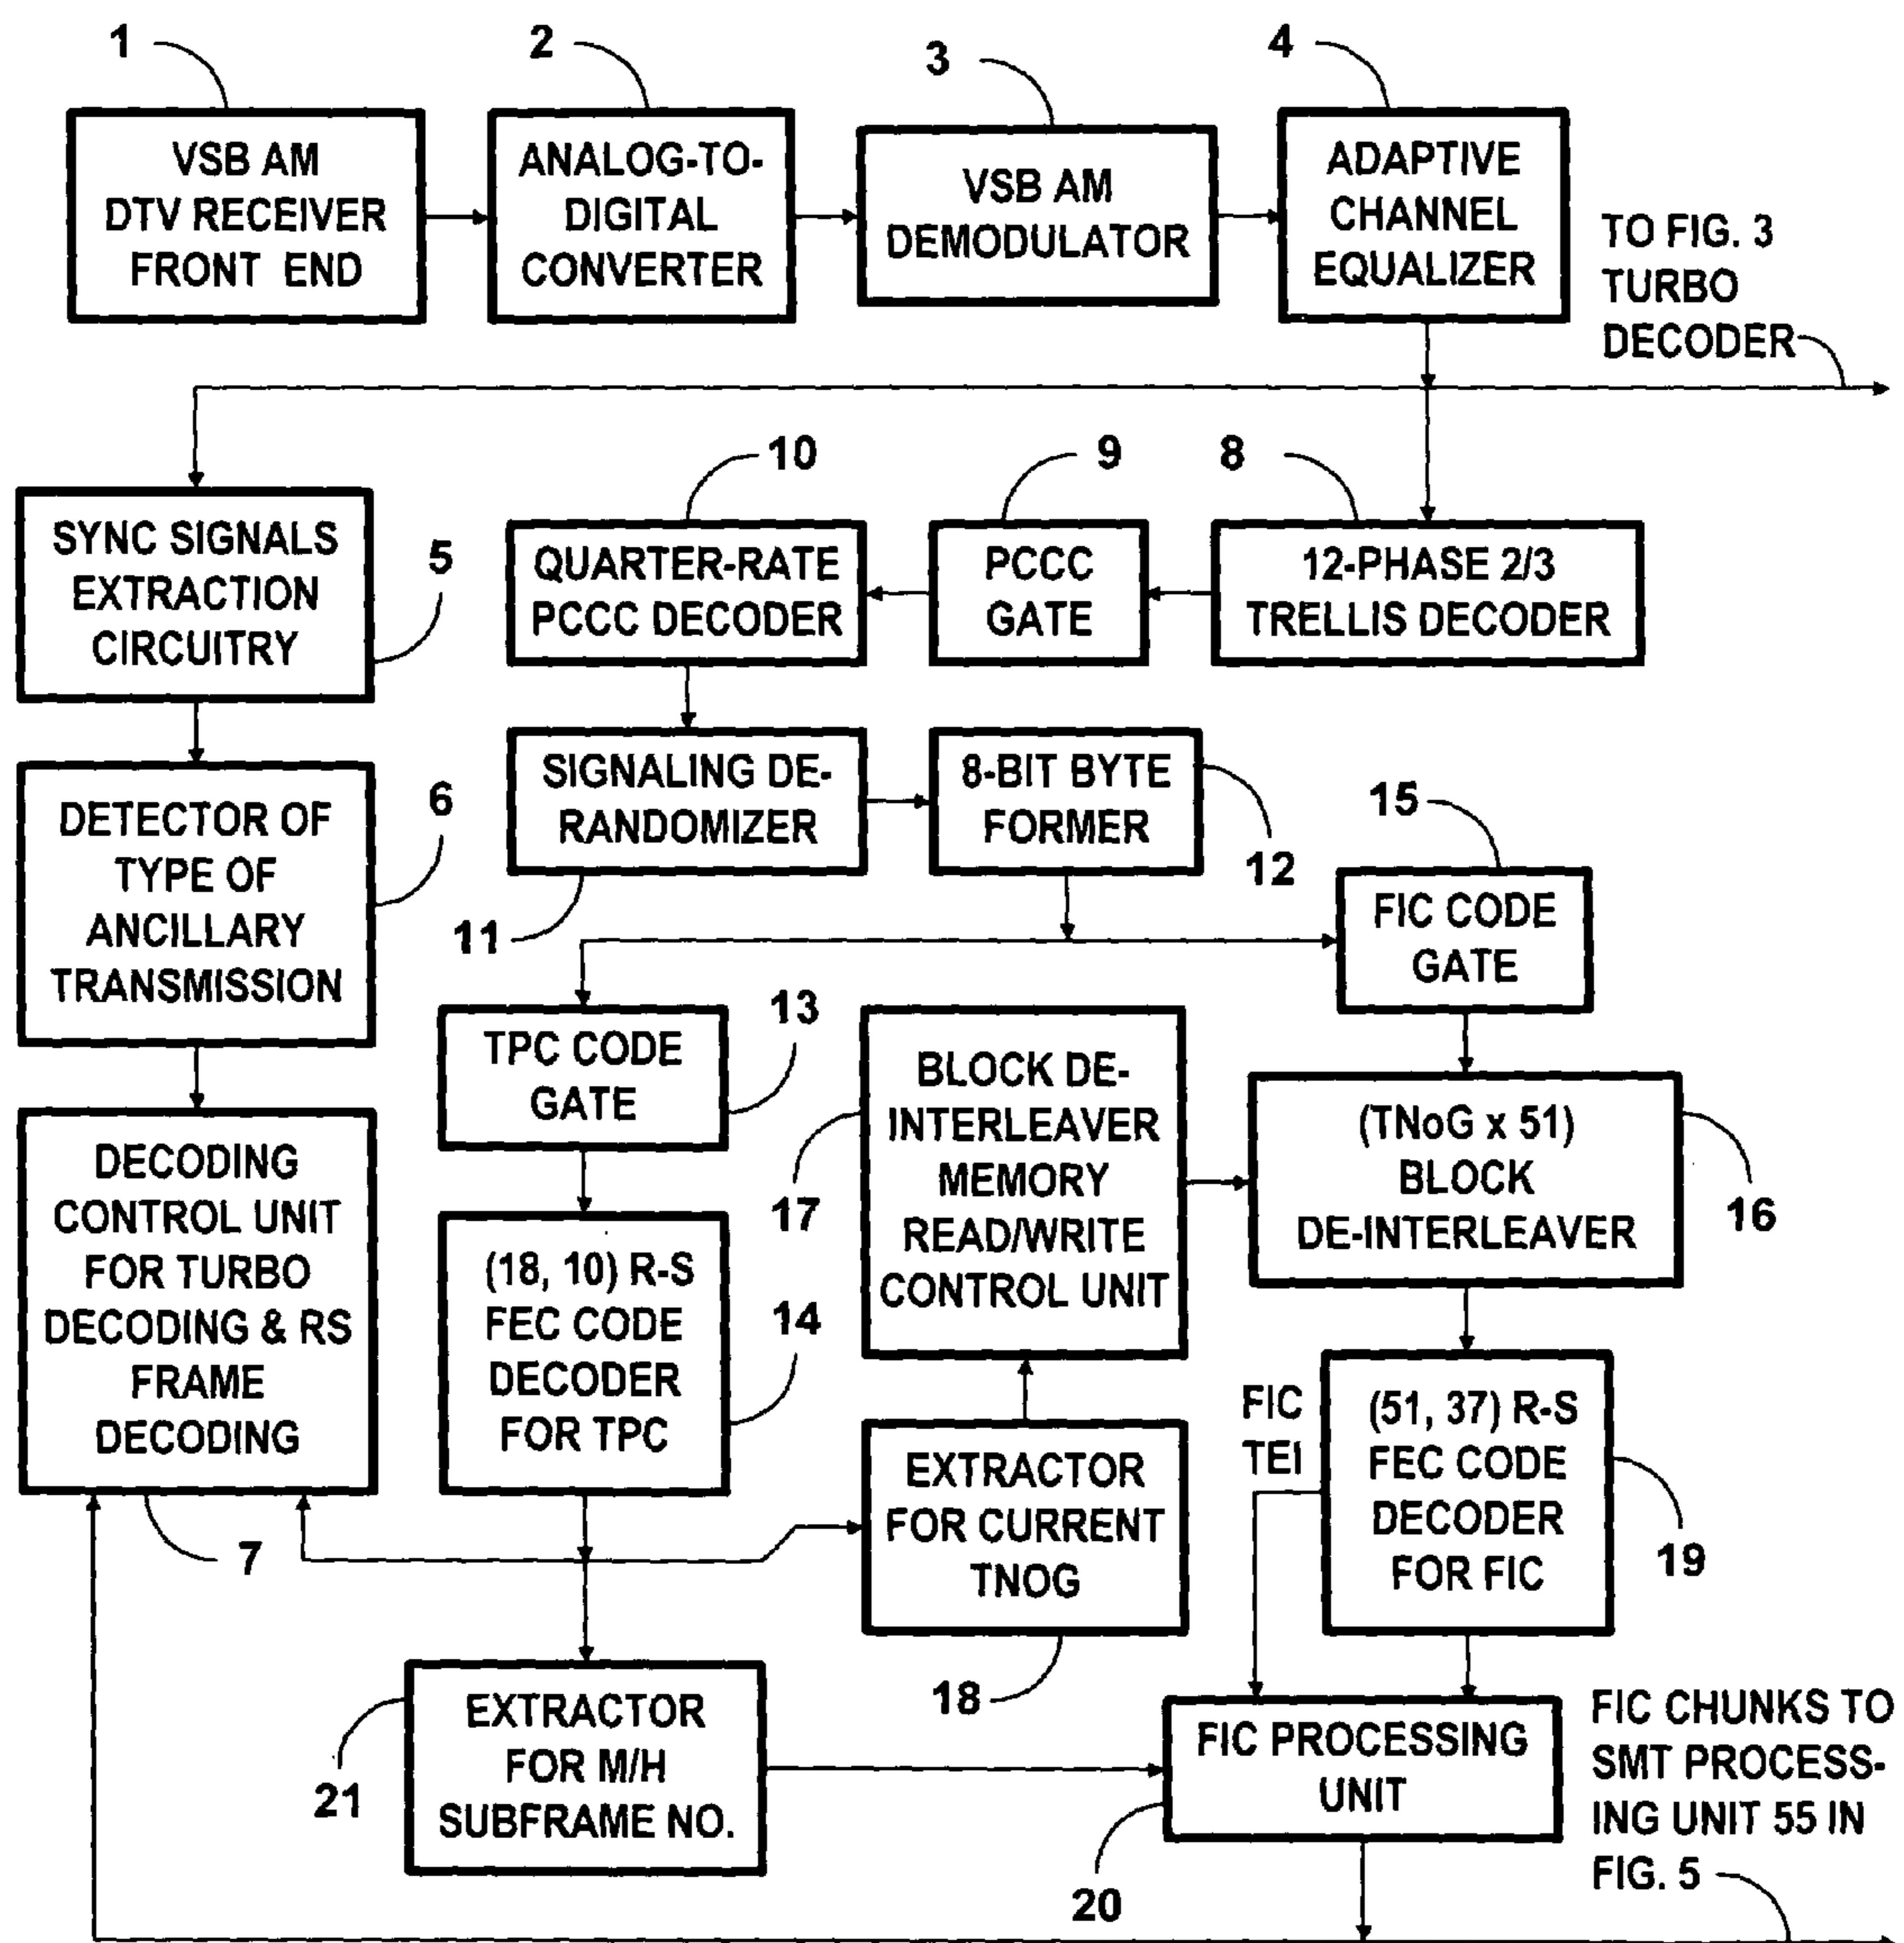 1
2
3
4
VSB AM
DTV RECEIVER
FRONT END
ANALOG-TO-
DIGITAL
CONVERTER
VSB AM
DEMODULATOR
ADAPTIVE
CHANNEL
EQUALIZER
TO FIG. 3
TURBO
DECODER
10
9
8
SYNC SIGNALS
EXTRACTION
CIRCUITRY
5
QUARTER-RATE
PCCC DECODER
PCCC
GATE
12-PHASE 2/3
TRELLIS DECODER
DETECTOR OF
TYPE OF
ANCILLARY
TRANSMISSION
6
SIGNALING DE-
RANDOMIZER
11
8-BIT BYTE
FORMER
12
15
FIC CODE
GATE
TPC CODE
GATE
13
BLOCK DE-
INTERLEAVER
MEMORY
READ/WRITE
CONTROL UNIT
17
(TNoG x 51)
BLOCK
DE-INTERLEAVER
16
DECODING
CONTROL UNIT
FOR TURBO
DECODING & RS
FRAME
DECODING
7
(18, 10) R-S
FEC CODE
DECODER
FOR TPC
14
EXTRACTOR
FOR CURRENT
TNOG
18
FIC
TEI
(51, 37) R-S
FEC CODE
DECODER
FOR FIC
19
EXTRACTOR
FOR M/H
SUBFRAME NO.
21
FIC PROCESSING
UNIT
20
FIC CHUNKS TO
SMT PROCESS-
ING UNIT 55 IN
FIG. 5